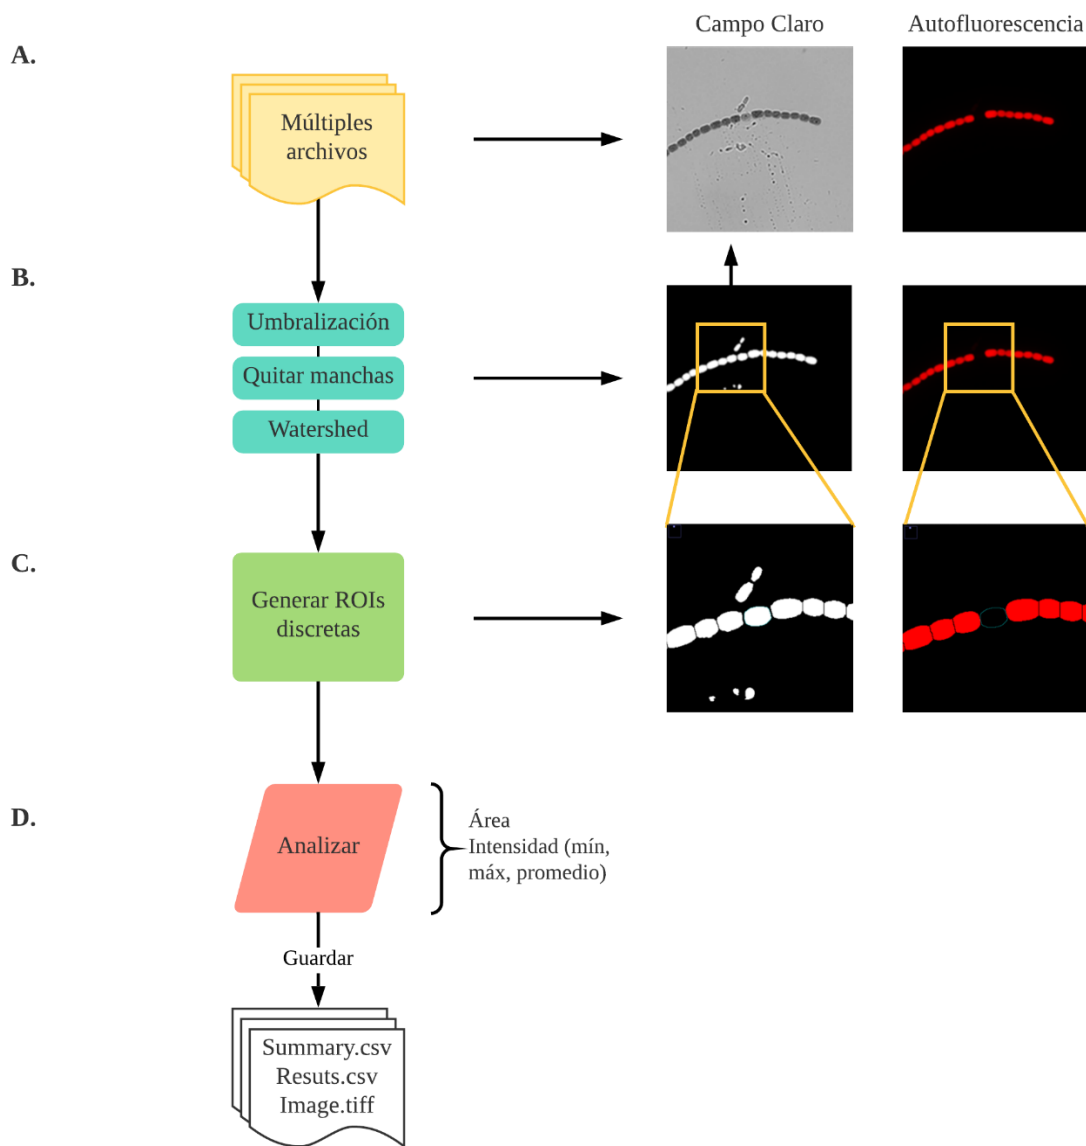 Campo Claro
Autofluorescencia
A.
Múltiples
archivos
B.
Umbralización
Quitar manchas
Watershed
C.
Generar ROIs
discretas
D.
Analizar
Área
Intensidad (mín,
máx, promedio)
Guardar
Summary.csv
Resuts.csv
Image.tiff